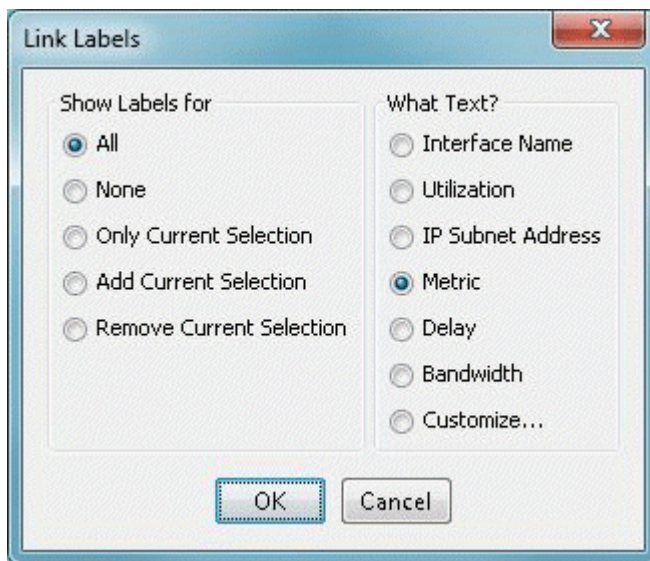 Link Labels
Show Labels for
All
None
Only Current Selection
Add Current Selection
Remove Current Selection
What Text?
Interface Name
Utilization
IP Subnet Address
Metric
Delay
Bandwidth
Customize...
OK
Cancel